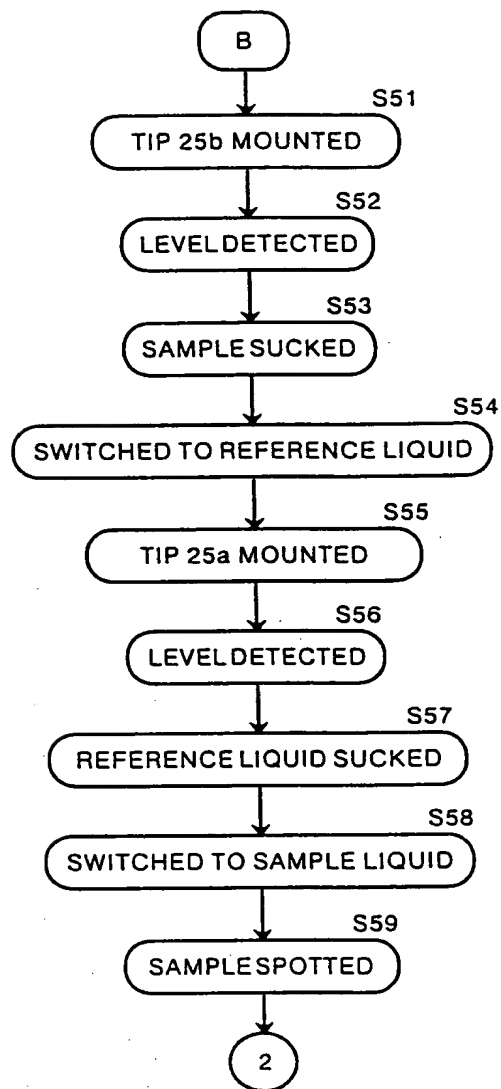 B
S51
TIP 25b MOUNTED
S52
LEVEL DETECTED
S53
SAMPLE SUCKED
S54
SWITCHED TO REFERENCE LIQUID
S55
TIP 25a MOUNTED
S56
LEVEL DETECTED
S57
REFERENCE LIQUID SUCKED
S58
SWITCHED TO SAMPLE LIQUID
S59
SAMPLE SPOTTED
2